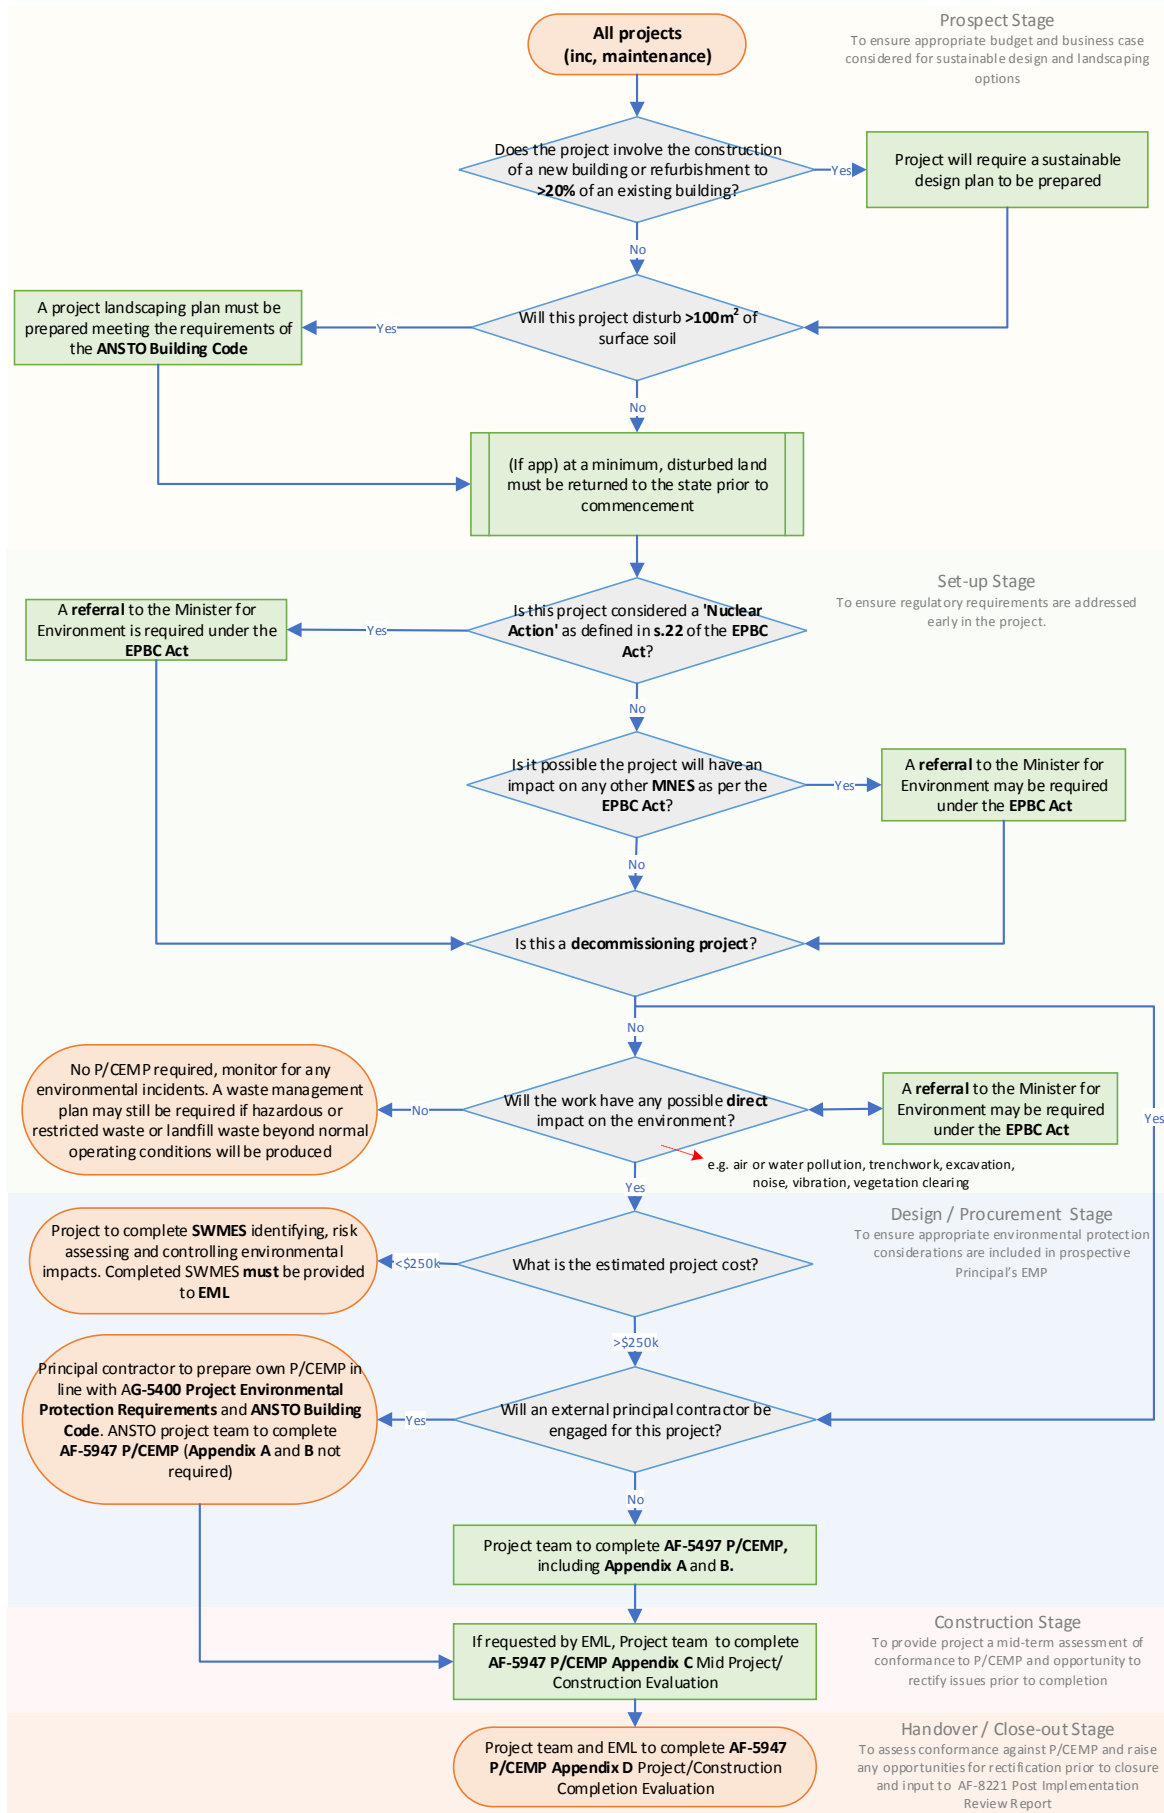 All projects
(inc, maintenance)
Prospect Stage
To ensure appropriate budget and business case
considered for sustainable design and landscaping
options
Does the project involve the construction
of a new building or refurbishment to
>20% of an existing building?
Yes
Project will require a sustainable
design plan to be prepared
No
A project landscaping plan must be
prepared meeting the requirements of
the ANSTO Building Code
Yes
Will this project disturb >100m² of
surface soil
No
(If app) at a minimum, disturbed land
must be returned to the state prior to
commencement
Set-up Stage
To ensure regulatory requirements are addressed
early in the project.
A referral to the Minister for
Environment is required under the
EPBC Act
Yes
Is this project considered a 'Nuclear
Action' as defined in s.22 of the EPBC
Act?
No
Is it possible the project will have an
impact on any other MNES as per the
EPBC Act?
Yes
A referral to the Minister for
Environment may be required
under the EPBC Act
No
Is this a decommissioning project?
No
No P/CEMP required, monitor for any
environmental incidents. A waste management
plan may still be required if hazardous or
restricted waste or landfill waste beyond normal
operating conditions will be produced
No
Will the work have any possible direct
impact on the environment?
A referral to the Minister for
Environment may be required
under the EPBC Act
Yes
e.g. air or water pollution, trenchwork, excavation,
noise, vibration, vegetation clearing
Yes
Design / Procurement Stage
To ensure appropriate environmental protection
considerations are included in prospective
Principal's EMP
Project to complete SWMES identifying, risk
assessing and controlling environmental
impacts. Completed SWMES must be provided
to EML
<$250k
What is the estimated project cost?
>$250k
Principal contractor to prepare own P/CEMP in
line with AG-5400 Project Environmental
Protection Requirements and ANSTO Building
Code. ANSTO project team to complete
AF-5947 P/CEMP (Appendix A and B not
required)
Yes
Will an external principal contractor be
engaged for this project?
No
Project team to complete AF-5497 P/CEMP,
including Appendix A and B.
Construction Stage
To provide project a mid-term assessment of
conformance to P/CEMP and opportunity to
rectify issues prior to completion
If requested by EML, Project team to complete
AF-5947 P/CEMP Appendix C Mid Project/
Construction Evaluation
Handover / Close-out Stage
To assess conformance against P/CEMP and raise
any opportunities for rectification prior to closure
and input to AF-8221 Post Implementation
Review Report
Project team and EML to complete AF-5947
P/CEMP Appendix D Project/Construction
Completion Evaluation